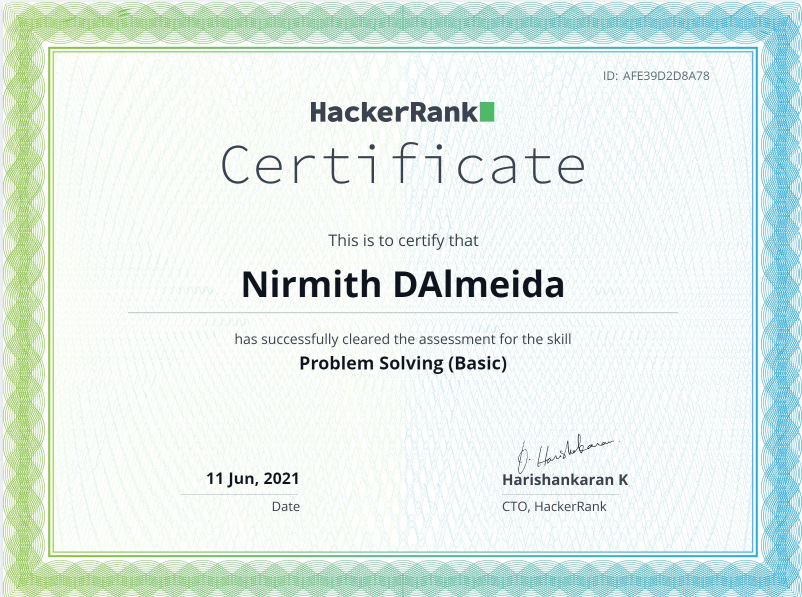 ID: AFE39D2D8A78
HackerRank
Certificate
This is to certify that
Nirmith DAlmeida
has successfully cleared the assessment for the skill
Problem Solving (Basic)
11 Jun, 2021
Date
D. Harishankaran
Harishankaran K
CTO, HackerRank